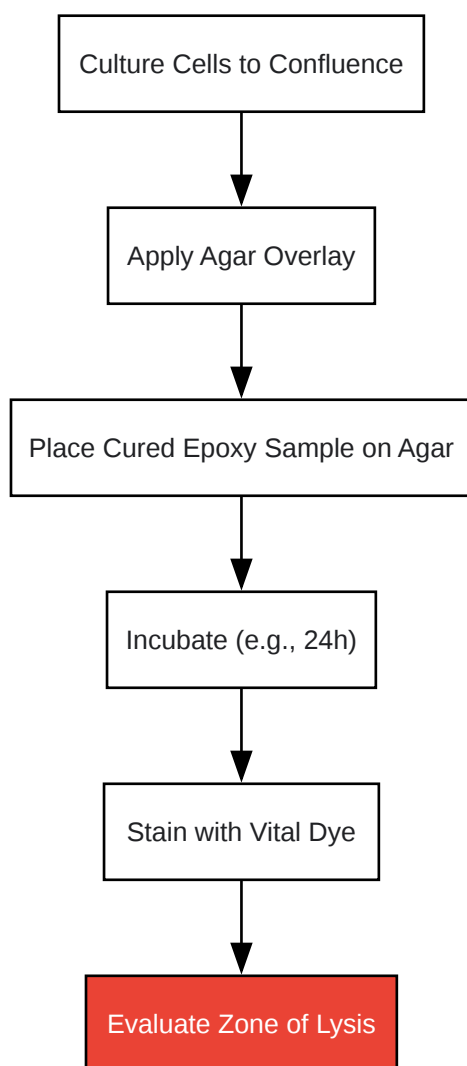 Culture Cells to Confluence
Apply Agar Overlay
Place Cured Epoxy Sample on Agar
Incubate (e.g., 24h)
Stain with Vital Dye
Evaluate Zone of Lysis